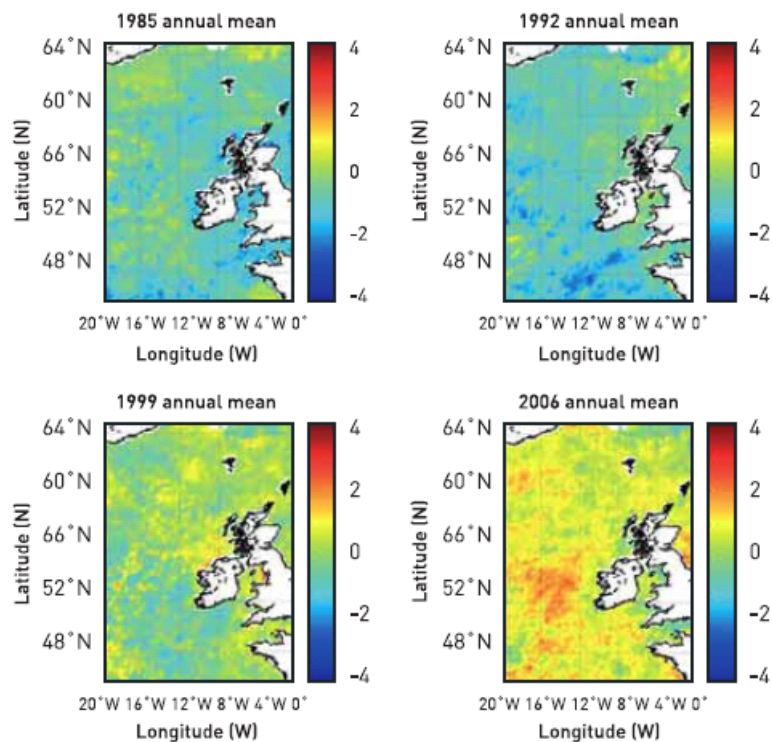 1985 annual mean
64˚N
60˚N
66˚N
52˚N
48˚N
Latitude (N)
20˚W 16˚W 12˚W 8˚W 4˚W 0˚
Longitude (W)
4
2
0
-2
-4
1992 annual mean
64˚N
60˚N
66˚N
52˚N
48˚N
Latitude (N)
20˚W 16˚W 12˚W 8˚W 4˚W 0˚
Longitude (W)
4
2
0
-2
-4
1999 annual mean
64˚N
60˚N
66˚N
52˚N
48˚N
Latitude (N)
20˚W 16˚W 12˚W 8˚W 4˚W 0˚
Longitude (W)
4
2
0
-2
-4
2006 annual mean
64˚N
60˚N
66˚N
52˚N
48˚N
Latitude (N)
20˚W 16˚W 12˚W 8˚W 4˚W 0˚
Longitude (W)
4
2
0
-2
-4